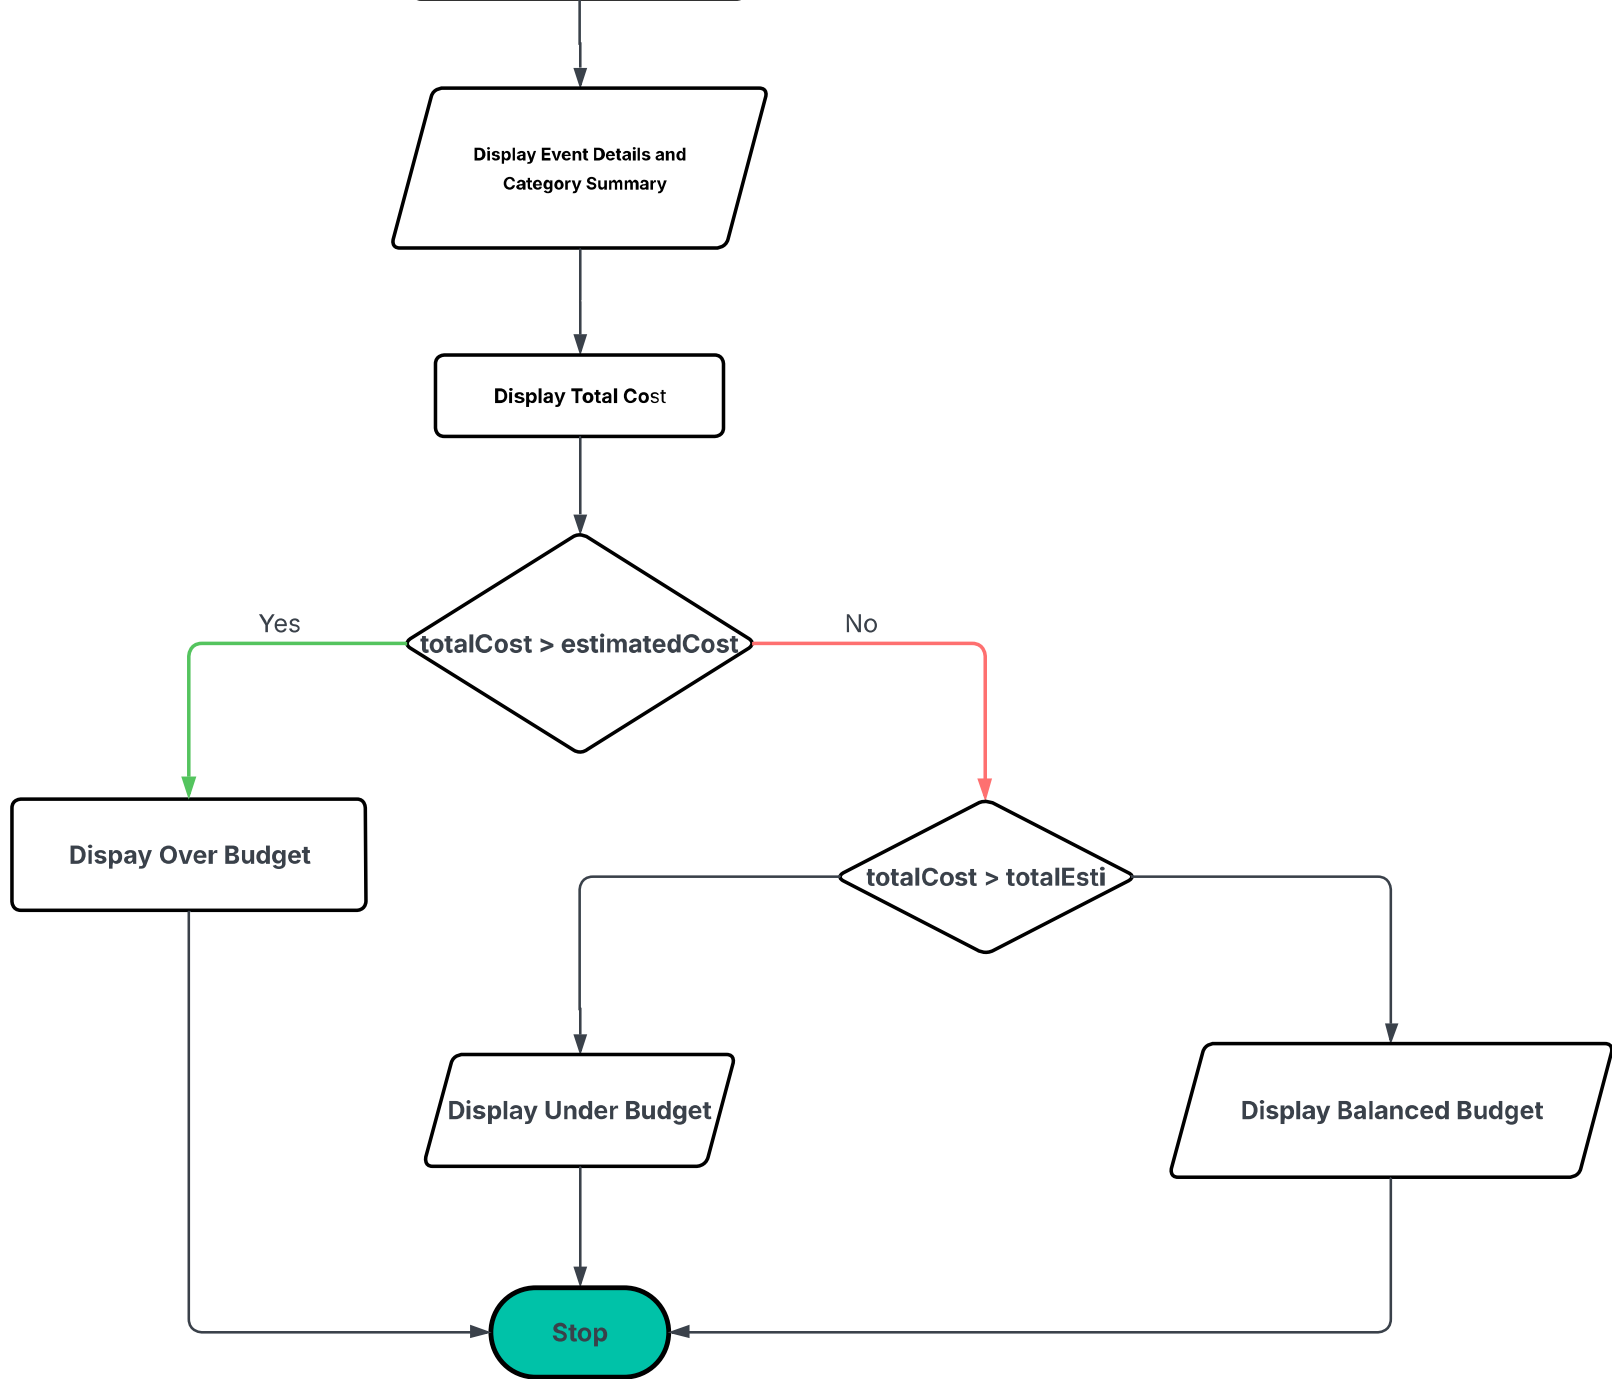 Display Event Details and
Category Summary
Display Total Cost
Yes
No
totalCost > estimatedCost
Dispay Over Budget
totalCost > totalEsti
Display Under Budget
Display Balanced Budget
Stop